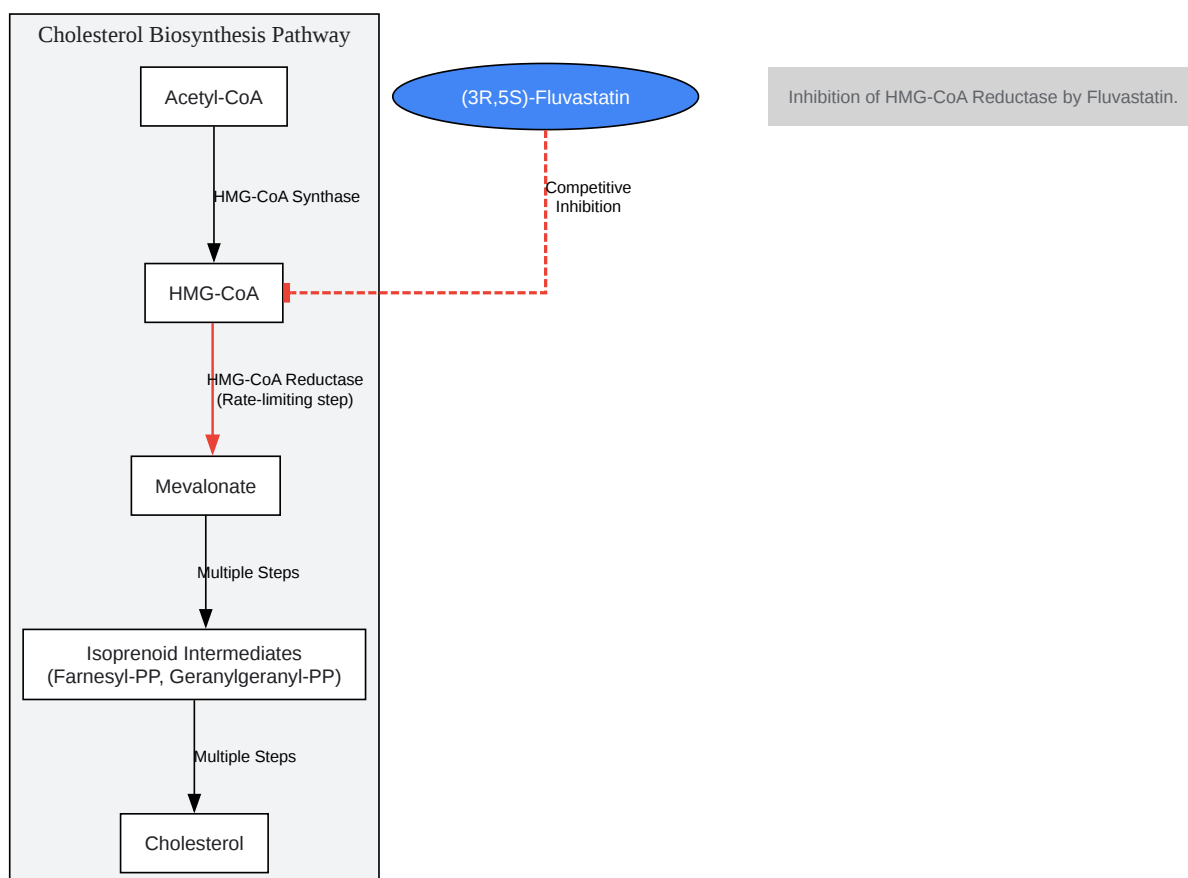 Cholesterol Biosynthesis Pathway
Acetyl-CoA
(3R,5S)-Fluvastatin
Inhibition of HMG-CoA Reductase by Fluvastatin.
HMG-CoA Synthase
Competitive
Inhibition
HMG-CoA
HMG-CoA Reductase
(Rate-limiting step)
Mevalonate
Multiple Steps
Isoprenoid Intermediates
(Farnesyl-PP, Geranylgeranyl-PP)
Multiple Steps
Cholesterol